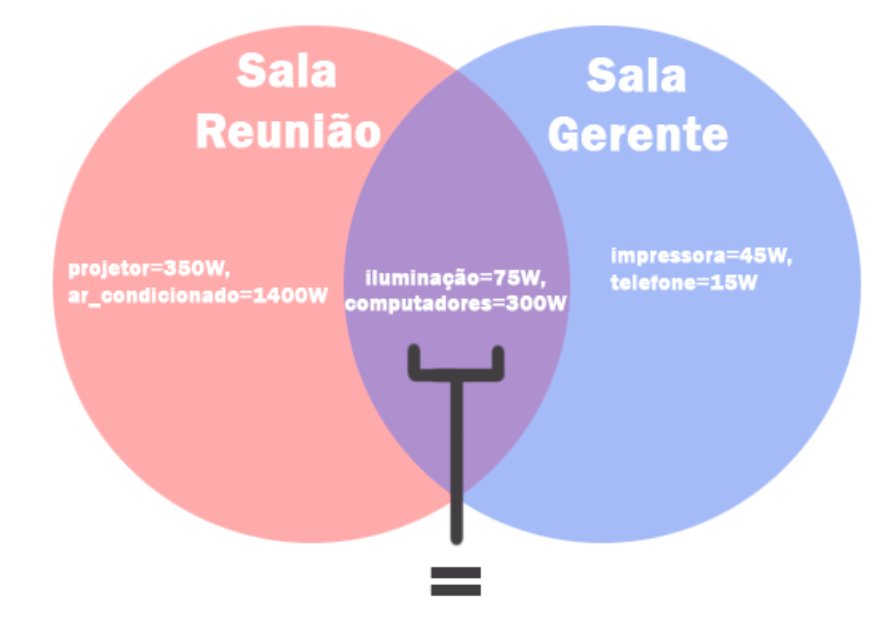 Sala
Reunião
Sala
Gerente
projetor=350W,
ar_condicionado=1400W
iluminação=75W,
computadores=300W
impressora=45W,
telefone=15W
=